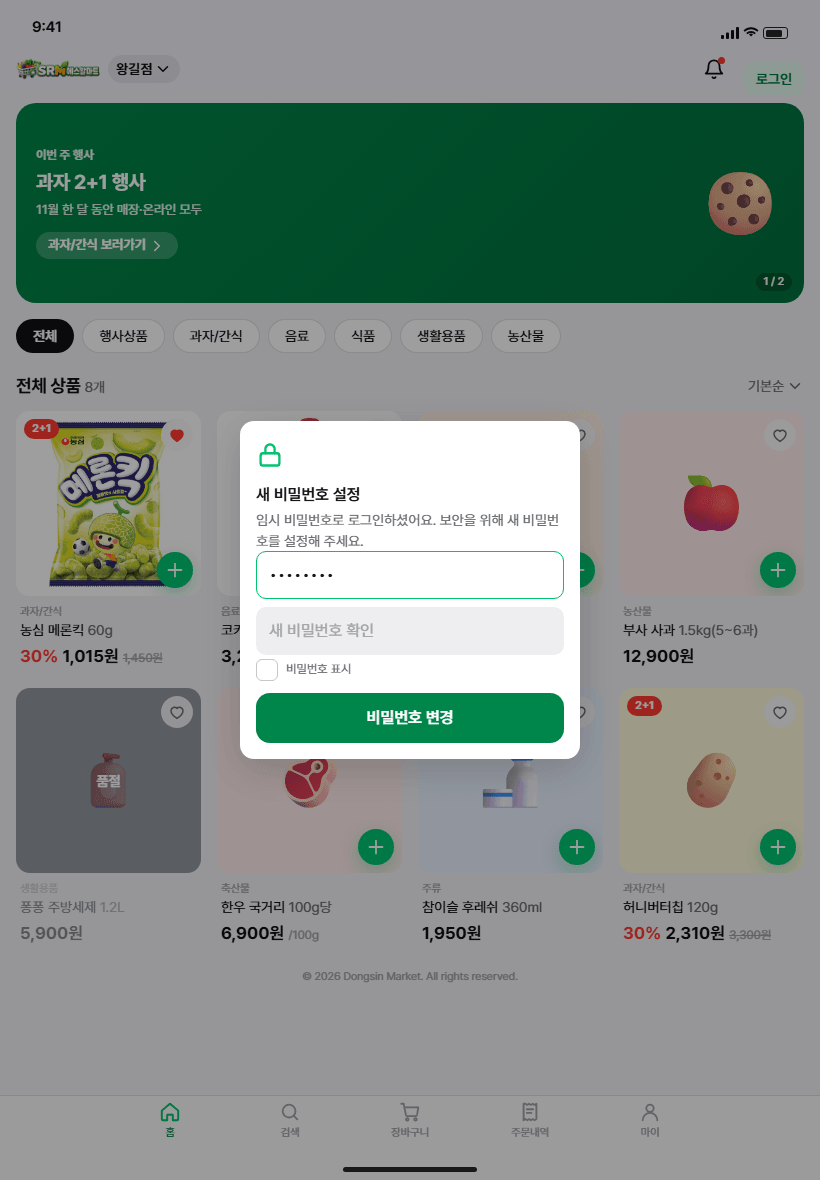 9:41
SRM에스알마트
왕길점
로그인
이번 주 행사
과자 2+1 행사
11월 한 달 동안 매장·온라인 모두
과자/간식 보러가기
1 / 2
전체
행사상품
과자/간식
음료
식품
생활용품
농산물
전체 상품 8개
기본순
2+1
농심
메론킥
새 비밀번호 설정
임시 비밀번호로 로그인하셨어요. 보안을 위해 새 비밀번
호를 설정해 주세요.
••••••••
새 비밀번호 확인
비밀번호 표시
비밀번호 변경
과자/간식
농심 메론킥 60g
30% 1,015원 1,450원
음료
농산물
부사 사과 1.5kg(5~6과)
12,900원
품절
2+1
생활용품
퐁퐁 주방세제 1.2L
5,900원
축산물
한우 국거리 100g당
6,900원 /100g
주류
참이슬 후레쉬 360ml
1,950원
과자/간식
허니버터칩 120g
30% 2,310원 3,300원
© 2026 Dongsin Market. All rights reserved.
홈
검색
장바구니
주문내역
마이